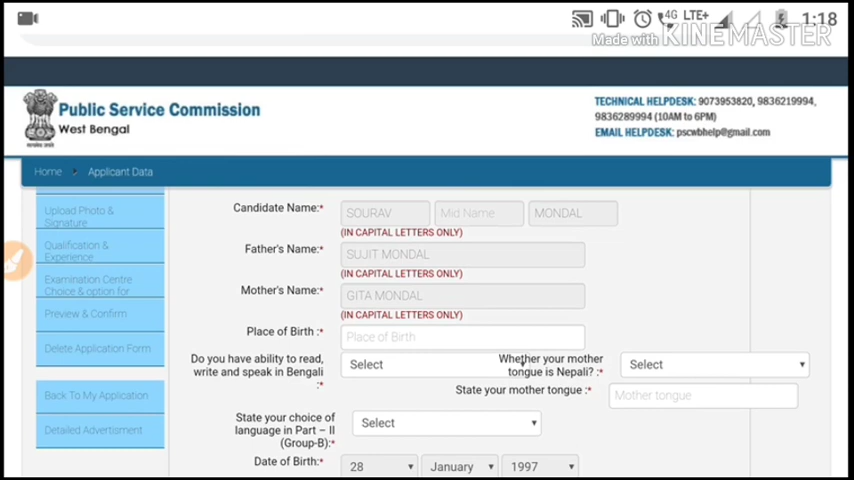 4G LTE+ 1:18
Made with KINEMASTER
Public Service Commission
West Bengal
TECHNICAL HELPDESK: 9073953820, 9836219994,
9836289994 (10AM to 6PM)
EMAIL HELPDESK: pscwbhelp@gmail.com
Home Applicant Data
Upload Photo &
Signature
Qualification &
Experience
Examination Centre
Choice & option for
Preview & Confirm
Delete Application Form
Back To My Application
Detailed Advertisment
Candidate Name:* SOURAV Mid Name MONDAL
(IN CAPITAL LETTERS ONLY)
Father's Name:* SUJIT MONDAL
(IN CAPITAL LETTERS ONLY)
Mother's Name:* GITA MONDAL
(IN CAPITAL LETTERS ONLY)
Place of Birth :* Place of Birth
Do you have ability to read,
write and speak in Bengali
:*
Select
Whether your mother
tongue is Nepali? :*
Select
State your mother tongue :* Mother tongue
State your choice of
language in Part – II
(Group-B):*
Select
Date of Birth:* 28 January 1997